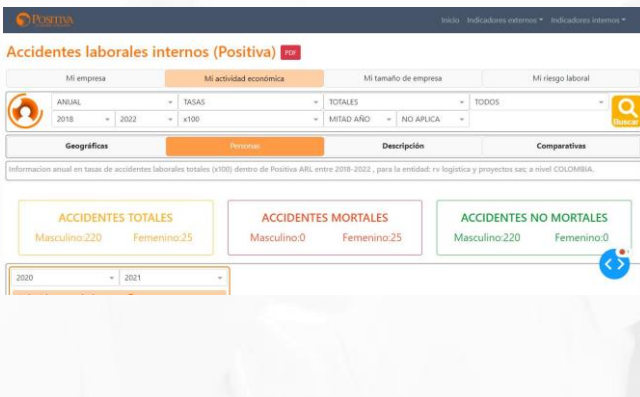 POSITIVA
Inicio Indicadores externos Indicadores internos
Accidentes laborales internos (Positiva) PDF
Mi empresa Mi actividad económica Mi tamaño de empresa Mi riesgo laboral
ANUAL TASAS TOTALES TODOS
2018 2022 x100 MITAD AÑO NO APLICA Buscar
Geográficas Personas Descripción Comparativas
Informacion anual en tasas de accidentes laborales totales (x100) dentro de Positiva ARL entre 2018-2022 , para la entidad: rv logistica y proyectos sas; a nivel COLOMBIA.
ACCIDENTES TOTALES ACCIDENTES MORTALES ACCIDENTES NO MORTALES
Masculino:220 Femenino:25 Masculino:0 Femenino:25 Masculino:220 Femenino:0
2020 2021